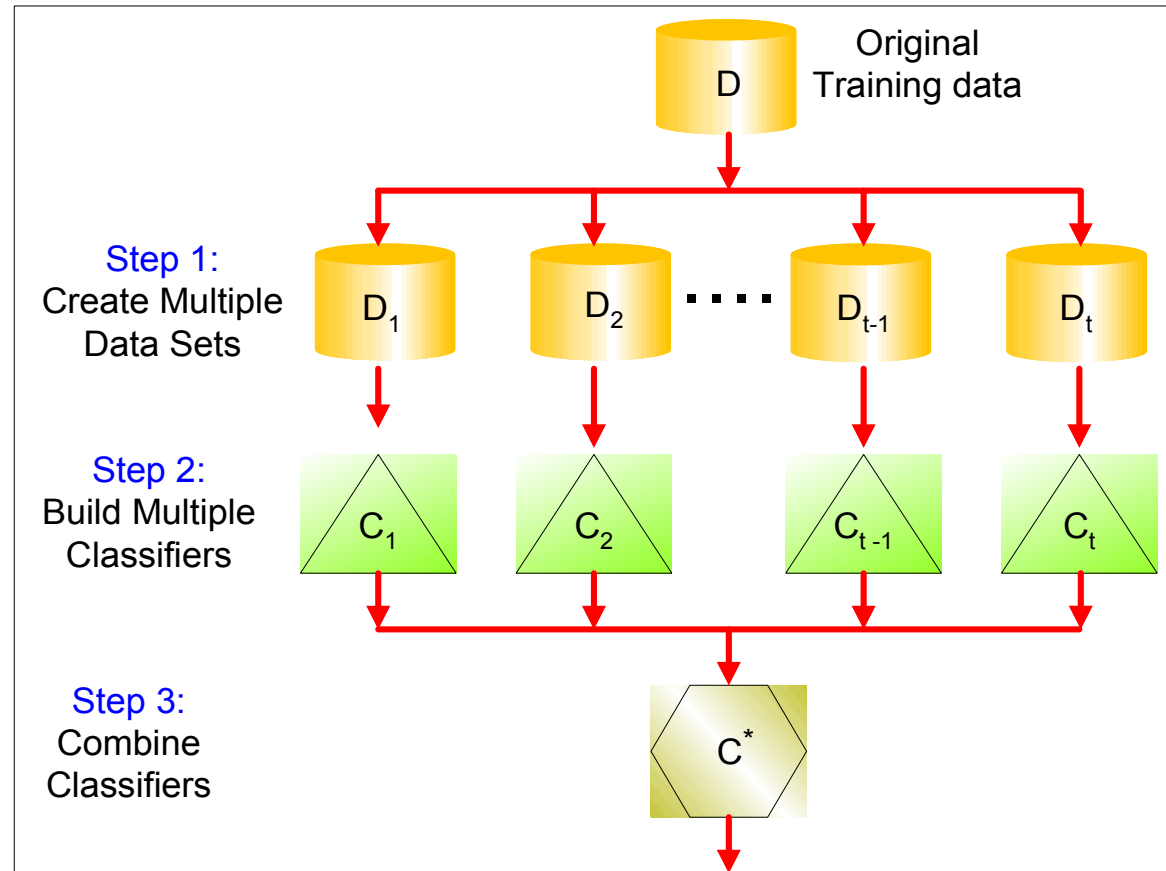 D
Original
Training data
Step 1:
Create Multiple
Data Sets
D₁
D₂
....
Dₜ₋₁
Dₜ
Step 2:
Build Multiple
Classifiers
C₁
C₂
Cₜ ₋₁
Cₜ
Step 3:
Combine
Classifiers
C*